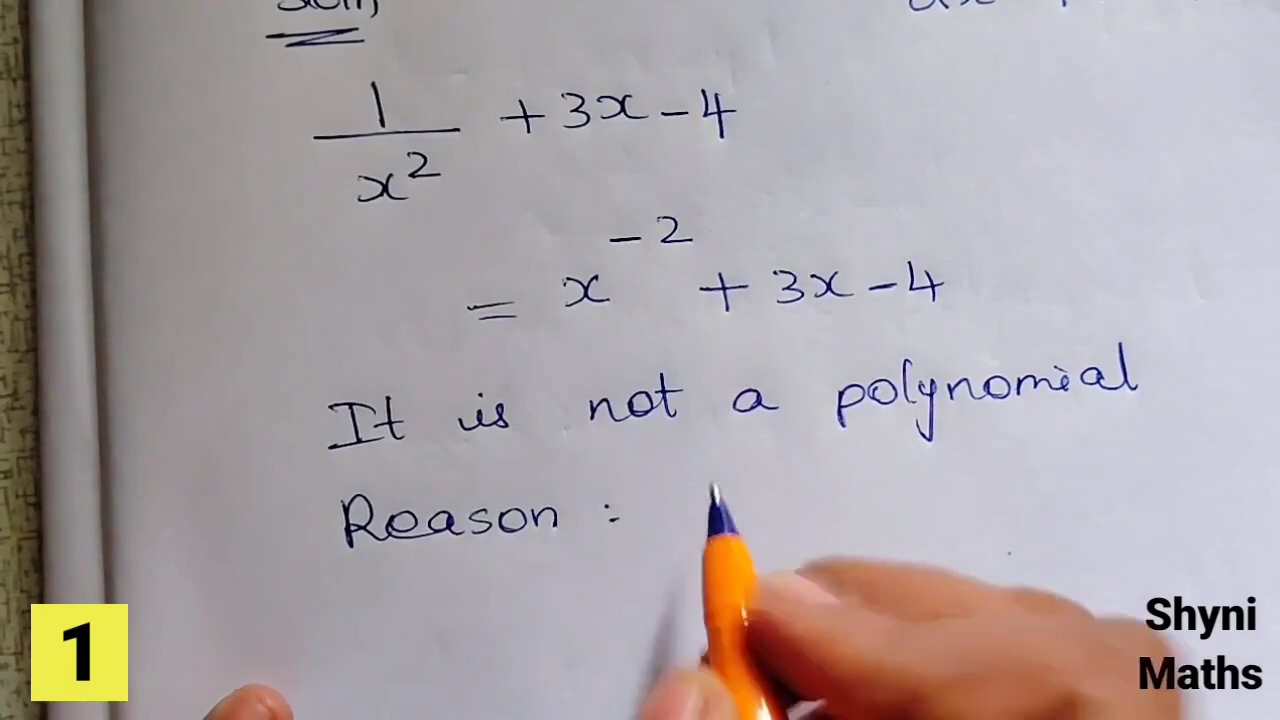 1/x² + 3x - 4
= x⁻² + 3x - 4
It is not a polynomial
Reason :
1
Shyni
Maths